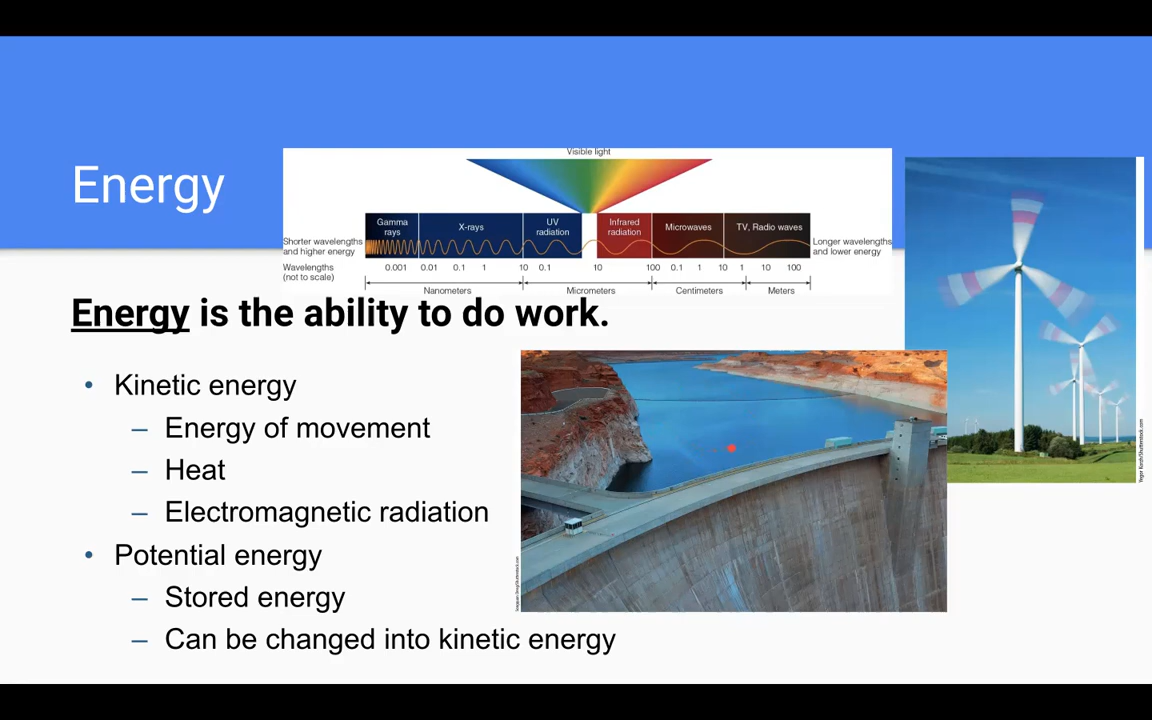 Energy
Visible light
Gamma rays
X-rays
UV radiation
Infrared radiation
Microwaves
TV, Radio waves
Shorter wavelengths
and higher energy
Longer wavelengths
and lower energy
Wavelengths
(not to scale)
0.001 0.01 0.1 1 10 0.1 10 100 0.1 1 10 1 10 100
Nanometers Micrometers Centimeters Meters
Energy is the ability to do work.
• Kinetic energy
– Energy of movement
– Heat
– Electromagnetic radiation
• Potential energy
– Stored energy
– Can be changed into kinetic energy